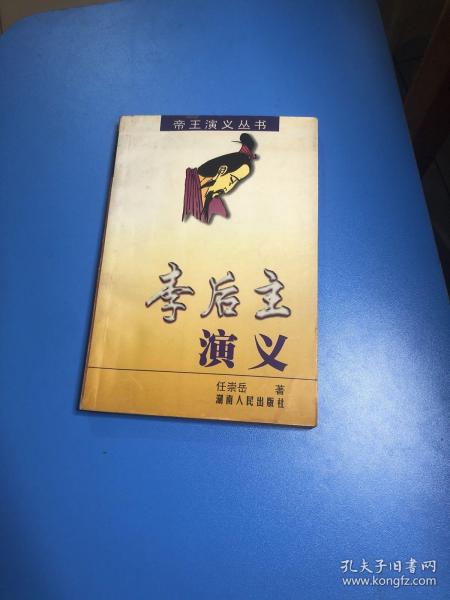 帝王演义丛书
李后主
演义
任崇岳 著
湖南人民出版社
孔夫子旧书网
www.kongfz.com